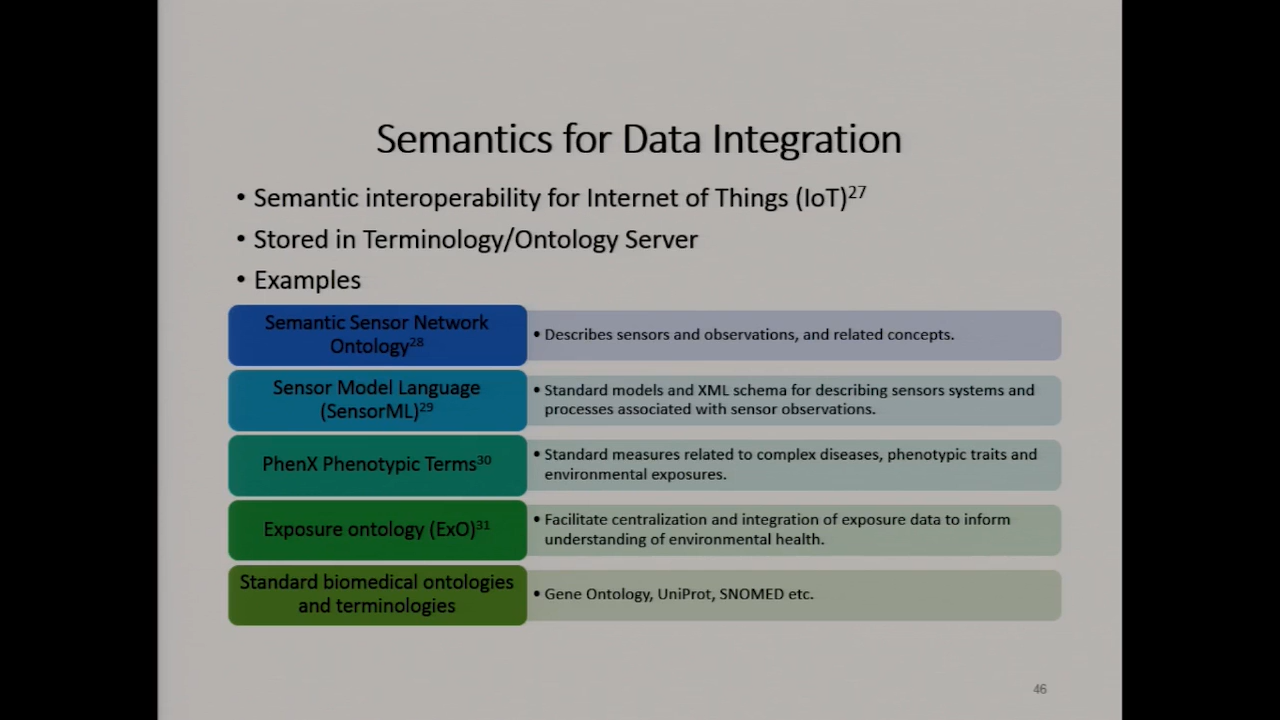 Semantics for Data Integration
• Semantic interoperability for Internet of Things (IoT)27
• Stored in Terminology/Ontology Server
• Examples
Semantic Sensor Network
Ontology28
• Describes sensors and observations, and related concepts.
Sensor Model Language
(SensorML)29
• Standard models and XML schema for describing sensors systems and
processes associated with sensor observations.
PhenX Phenotypic Terms30
• Standard measures related to complex diseases, phenotypic traits and
environmental exposures.
Exposure ontology (ExO)31
• Facilitate centralization and integration of exposure data to inform
understanding of environmental health.
Standard biomedical ontologies
and terminologies
• Gene Ontology, UniProt, SNOMED etc.
46